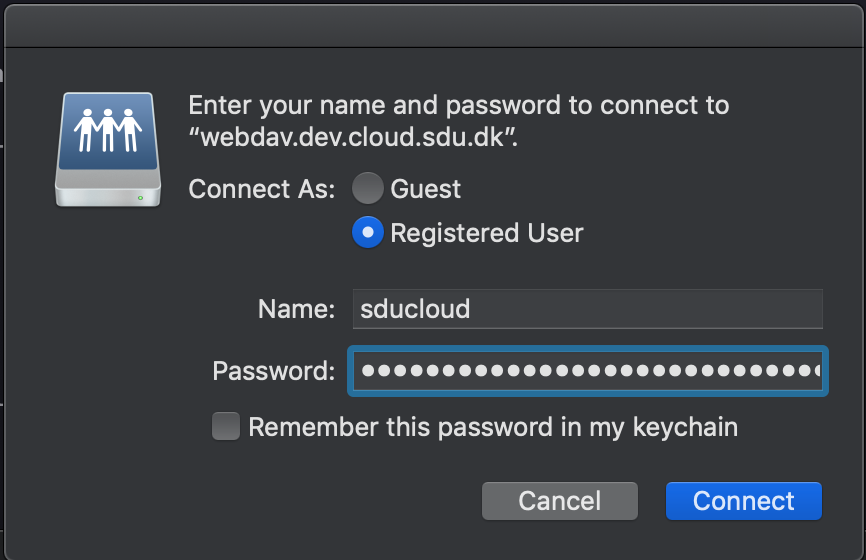 Enter your name and password to connect to
“webdav.dev.cloud.sdu.dk”.
Connect As: Guest
Registered User
Name: sducloud
Password: ●●●●●●●●●●●●●●●●●●●●●●●●●●●●●
Remember this password in my keychain
Cancel Connect